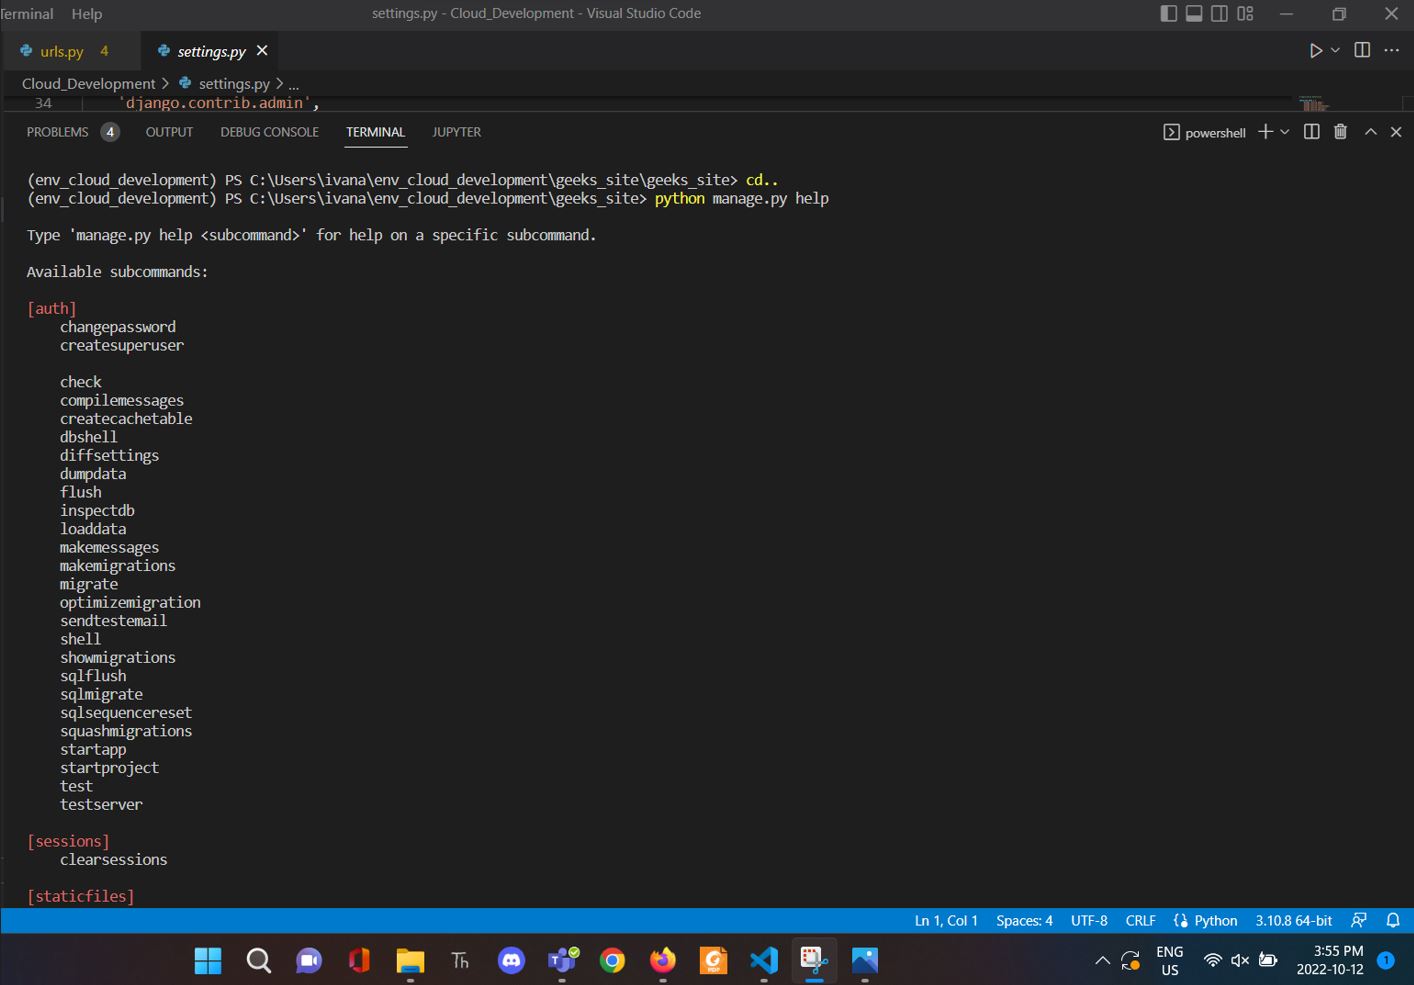 Terminal Help settings.py - Cloud_Development - Visual Studio Code
urls.py 4 settings.py
Cloud_Development > settings.py > ...
34 'django.contrib.admin',
PROBLEMS 4 OUTPUT DEBUG CONSOLE TERMINAL JUPYTER powershell
(env_cloud_development) PS C:\Users\ivana\env_cloud_development\geeks_site\geeks_site> cd..
(env_cloud_development) PS C:\Users\ivana\env_cloud_development\geeks_site> python manage.py help
Type 'manage.py help <subcommand>' for help on a specific subcommand.
Available subcommands:
[auth]
changepassword
createsuperuser
check
compilemessages
createcachetable
dbshell
diffsettings
dumpdata
flush
inspectdb
loaddata
makemessages
makemigrations
migrate
optimizemigration
sendtestemail
shell
showmigrations
sqlflush
sqlmigrate
sqlsequencereset
squashmigrations
startapp
startproject
test
testserver
[sessions]
clearsessions
[staticfiles]
Ln 1, Col 1 Spaces: 4 UTF-8 CRLF Python 3.10.8 64-bit
Th PDF ENG 3:55 PM 1
US 2022-10-12